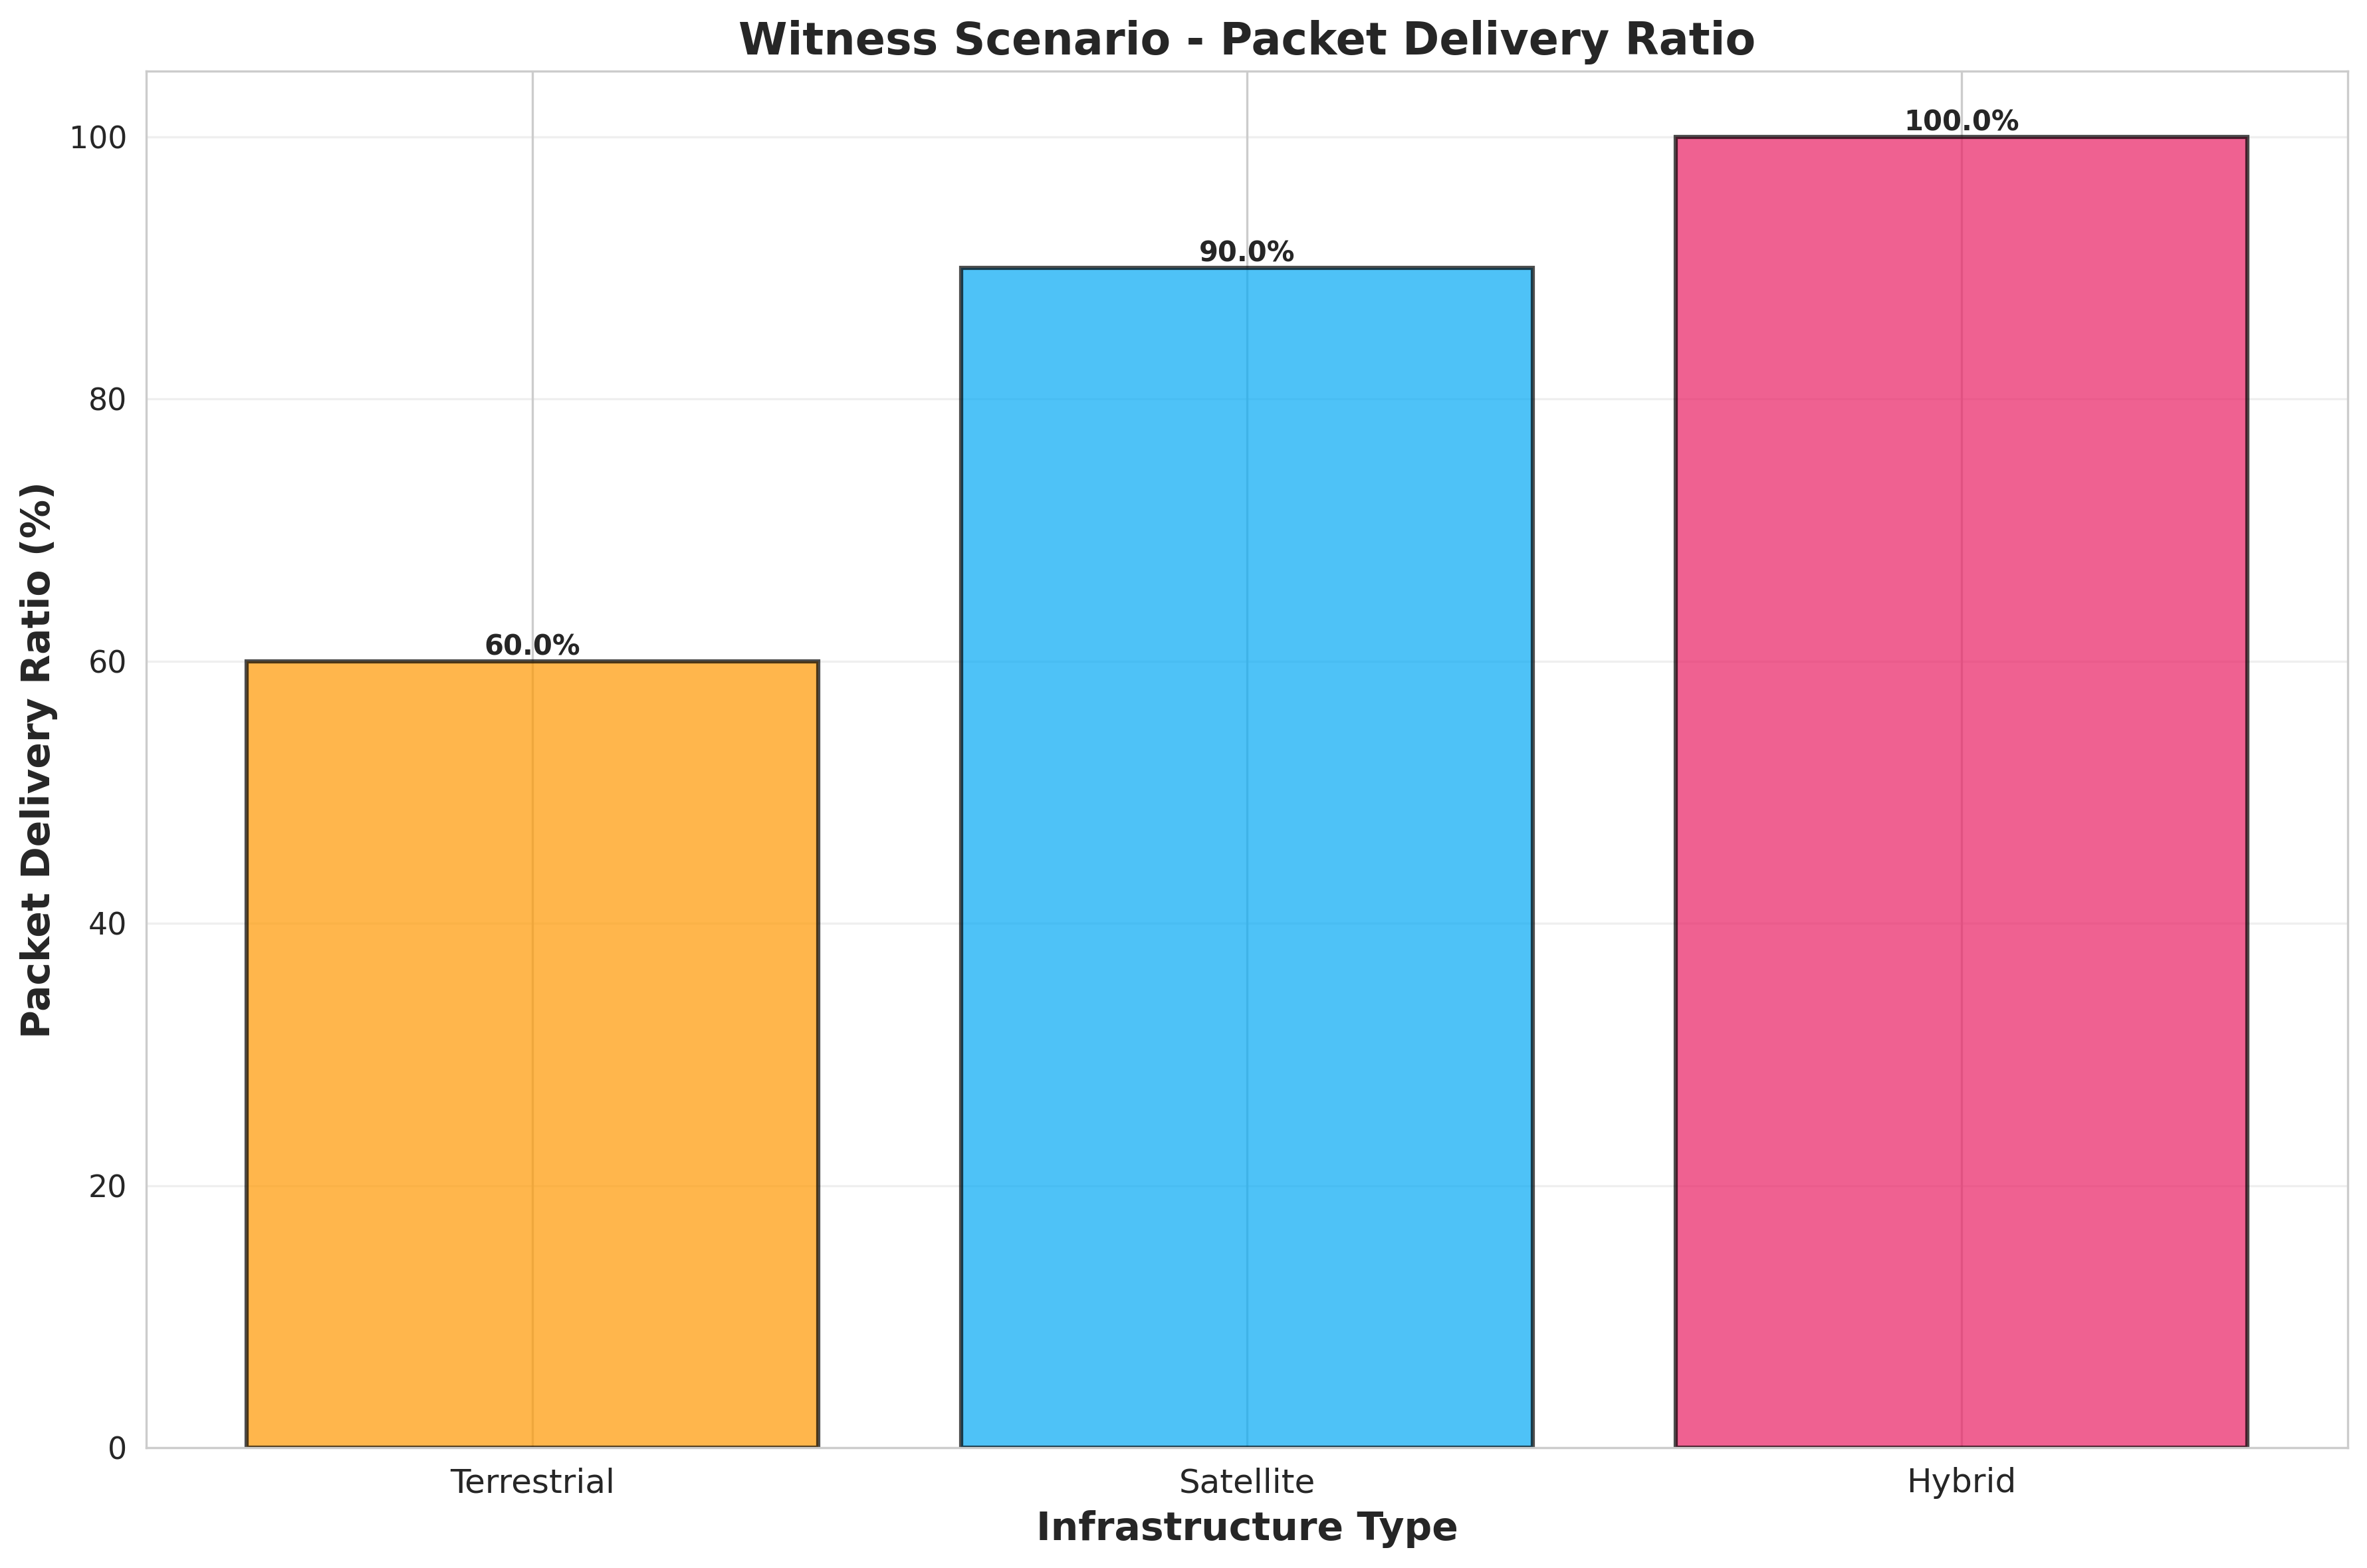 Witness Scenario - Packet Delivery Ratio
Packet Delivery Ratio (%)
100
80
60
40
20
0
60.0%
90.0%
100.0%
Terrestrial
Satellite
Hybrid
Infrastructure Type